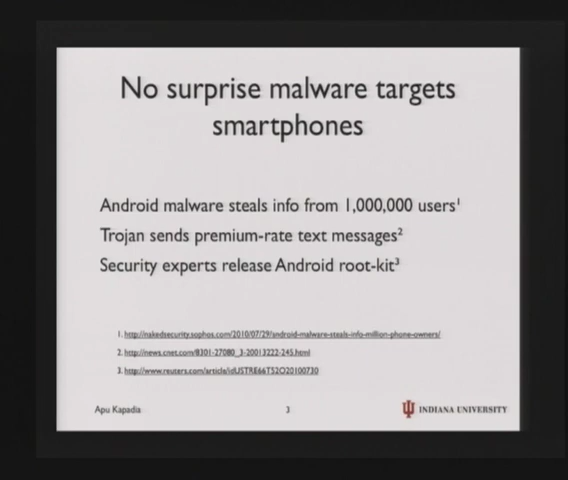 No surprise malware targets
smartphones
Android malware steals info from 1,000,000 users¹
Trojan sends premium-rate text messages²
Security experts release Android root-kit³
1. http://nakedsecurity.sophos.com/2010/07/29/android-malware-steals-info-million-phone-owners/
2. http://news.cnet.com/8301-27080_3-20013222-245.html
3. http://www.reuters.com/article/idUSTRE66T52O20100730
Apu Kapadia
3
INDIANA UNIVERSITY